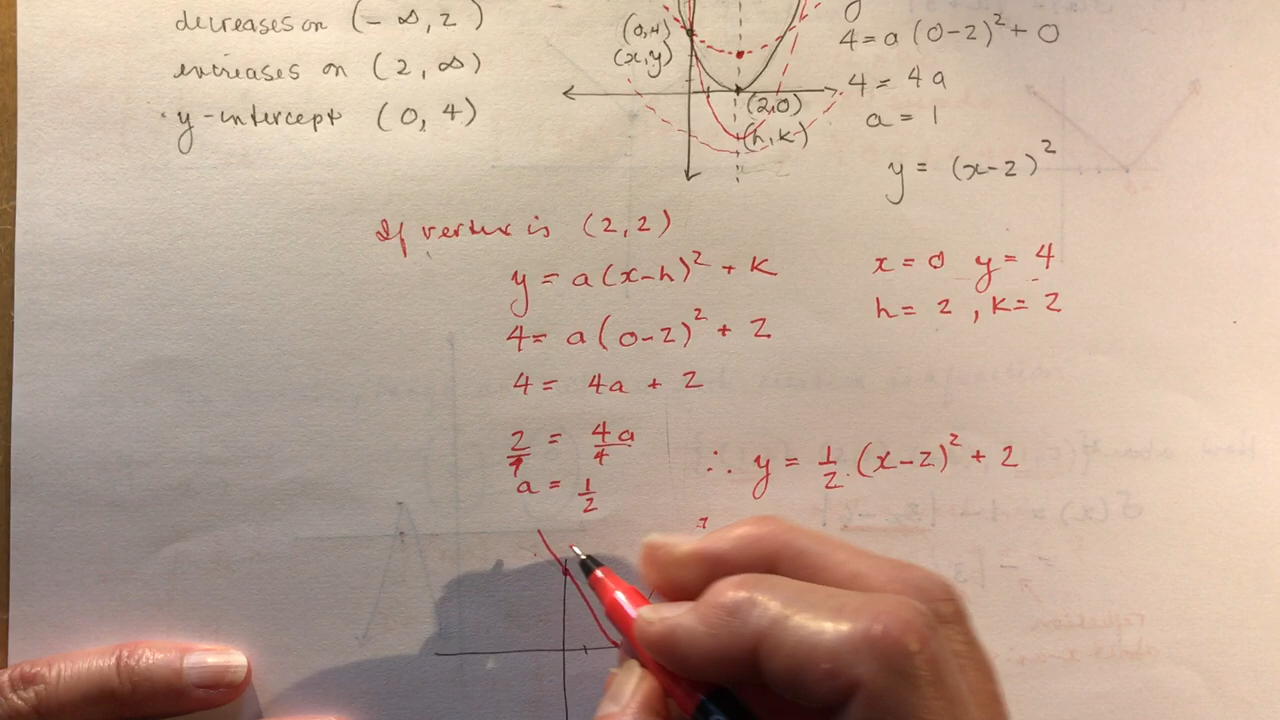 decreases on (-∞, 2)
increases on (2, ∞)
y-intercept (0, 4)
(0,4)
(x,y)
(2,0)
(h,k)
y
4=a(0-2)²+0
4 = 4a
a = 1
y = (x-2)²
If vertex is (2,2)
y = a(x-h)² + k
x = 0 y = 4
h = 2, k = 2
4 = a(0-2)² + 2
4 = 4a + 2
2/4 = 4a/4
a = 1/2
∴ y = 1/2 (x-2)² + 2